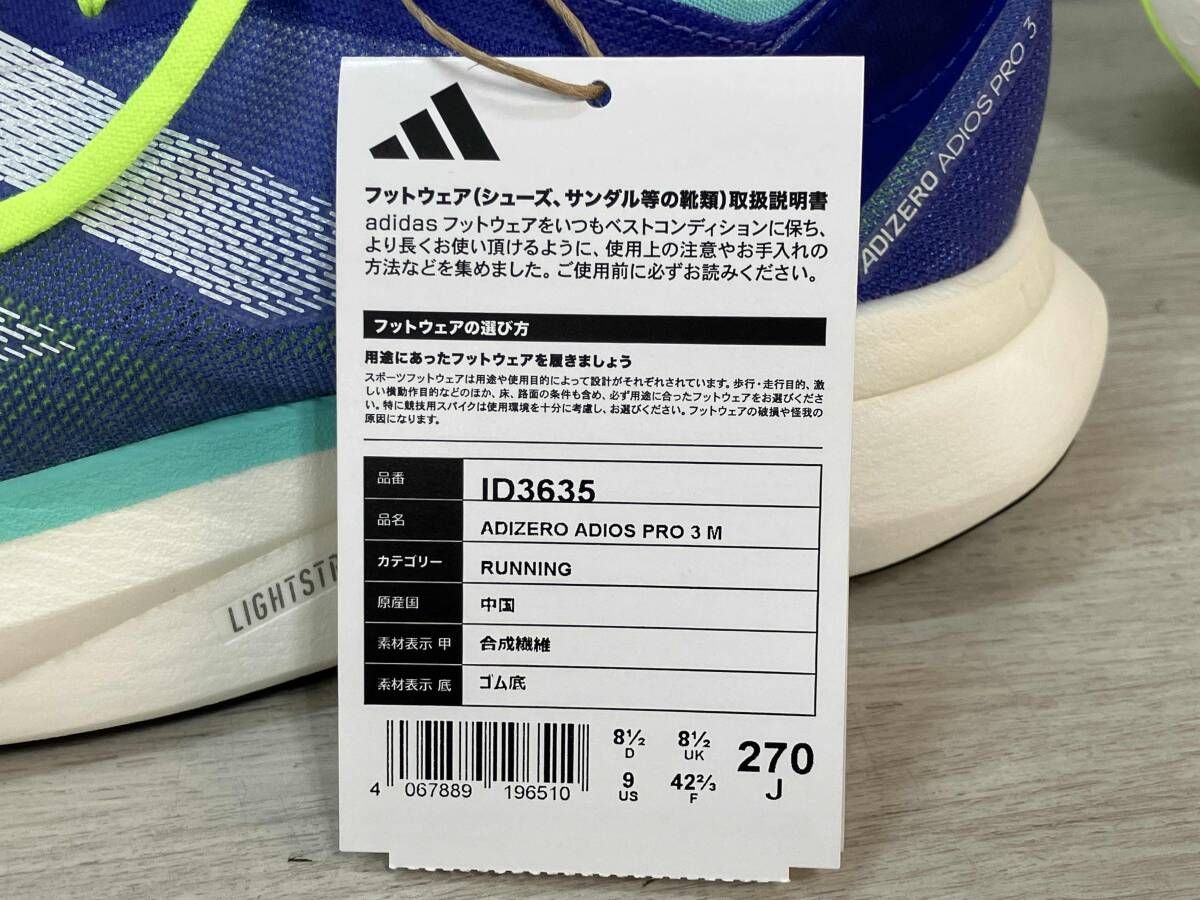 ADIZERO ADIOS PRO 3
フットウェア(シューズ、サンダル等の靴類)取扱説明書
adidas フットウェアをいつもベストコンディションに保ち、
より長くお使い頂けるように、使用上の注意やお手入れの
方法などを集めました。ご使用前に必ずお読みください。
フットウェアの選び方
用途にあったフットウェアを履きましょう
スポーツフットウェアは用途や使用目的によって設計がそれぞれされています。歩行・走行目的、激
しい横動作目的などのほか、床、路面の条件も含め、必ず用途に合ったフットウェアをお選びくださ
い。特に競技用スパイクは使用環境を十分に考慮し、お選びください。フットウェアの破損や怪我の
原因になります。
品番 ID3635
品名 ADIZERO ADIOS PRO 3 M
カテゴリー RUNNING
原産国 中国
素材表示 甲 合成繊維
素材表示 底 ゴム底
LIGHTSTR
8½ D 8½ UK 270 J
9 US 42⅔ F
4 067889 196510